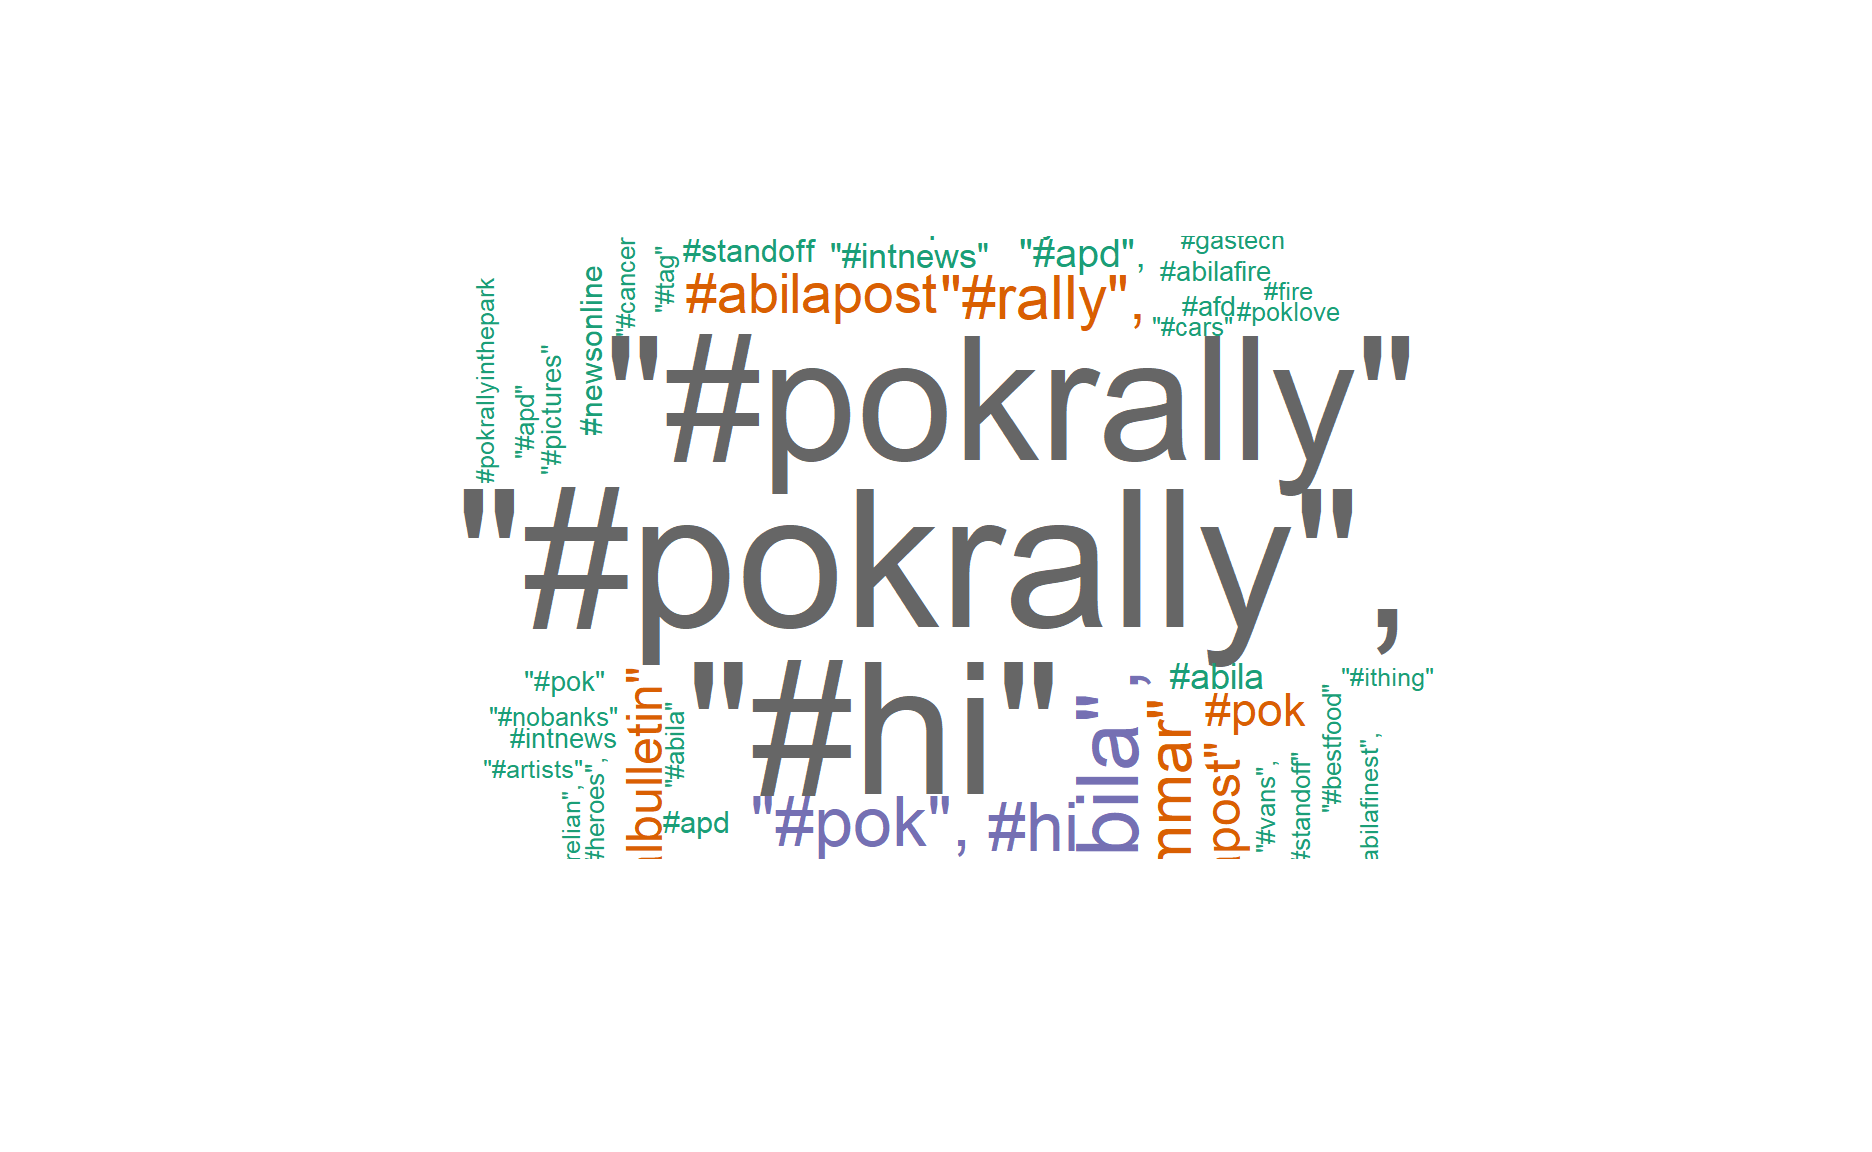 #gastech
#standoff
"#intnews"
"#apd",
#abilafire
"#tag"
"#cancer
#abilapost
"#rally",
#fire
#afd
#poklove
"#cars"
#newsonline
#pokrallyinthepark
"#apd"
"#pictures"
"#pokrally"
"#pokrally",
"#hi"
"#pok"
"#nobanks"
#intnews
"#artists"
relian",
#heroes",
lbulletin"
"#abila"
#apd
"#pok",
#hi
bila",
mmar"
#abila
#pok
post"
"#vans",
#standoff"
"#bestfood"
"#ithing"
abilafinest",